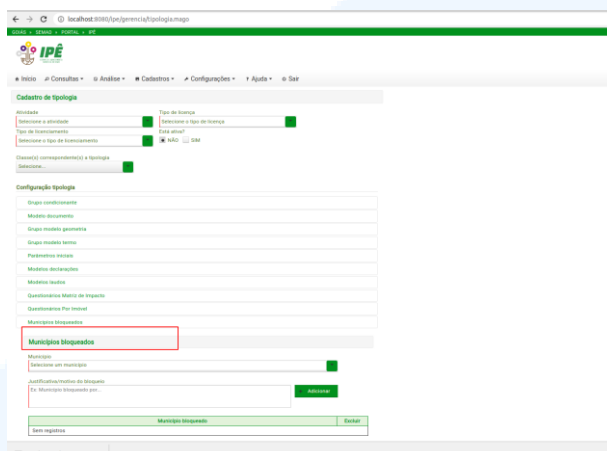 localhost:8080/ipe/gerencia/tipologia.mago
GOIÁS • SEMAD • PORTAL • IPÊ
IPÊ
Início Consultas Análise Cadastros Configurações Ajuda Sair
Cadastro de tipologia
Atividade Tipo de licença
Selecione a atividade Selecione o tipo de licença
Tipo de licenciamento Está ativo?
Selecione o tipo de licenciamento NÃO SIM
Classe(s) correspondente(s) a tipologia
Selecione...
Configuração tipologia
Grupo condicionante
Modelo documento
Grupo modelo geometria
Grupo modelo termo
Parâmetros iniciais
Modelos declarações
Modelos laudos
Questionários Matriz de Impacto
Questionários Por Imóvel
Municípios bloqueados
Municípios bloqueados
Município
Selecione um município
Justificativa/motivo do bloqueio
Ex: Município bloqueado por...
Adicionar
Município bloqueado Excluir
Sem registros